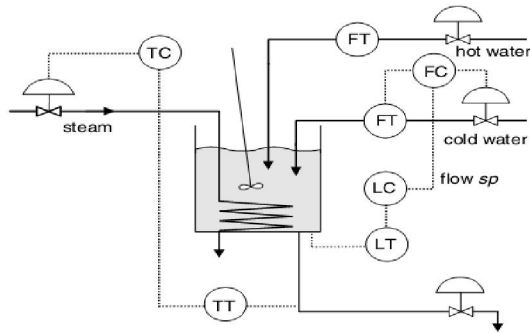 TC
FT
hot water
FC
steam
FT
cold water
flow sp
LC
LT
TT